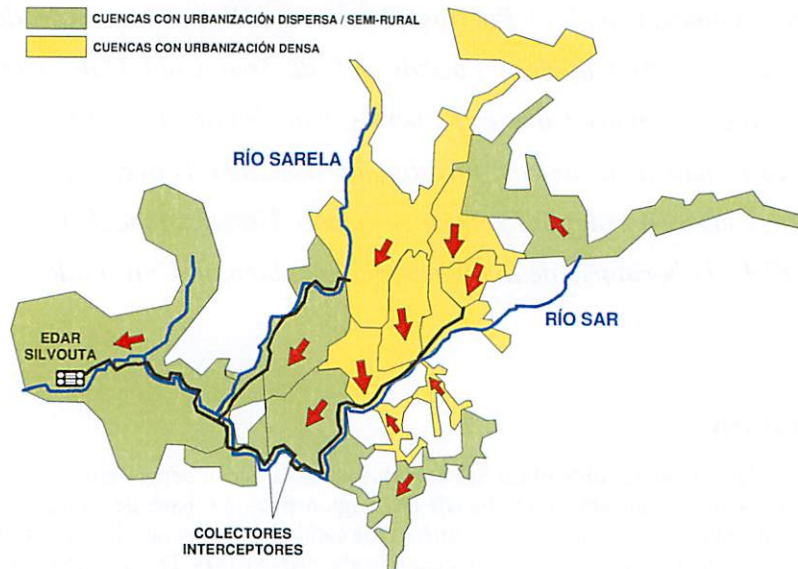 CUENCAS CON URBANIZACIÓN DISPERSA / SEMI-RURAL
CUENCAS CON URBANIZACIÓN DENSA
RÍO SARELA
RÍO SAR
EDAR
SILVOUTA
COLECTORES
INTERCEPTORES